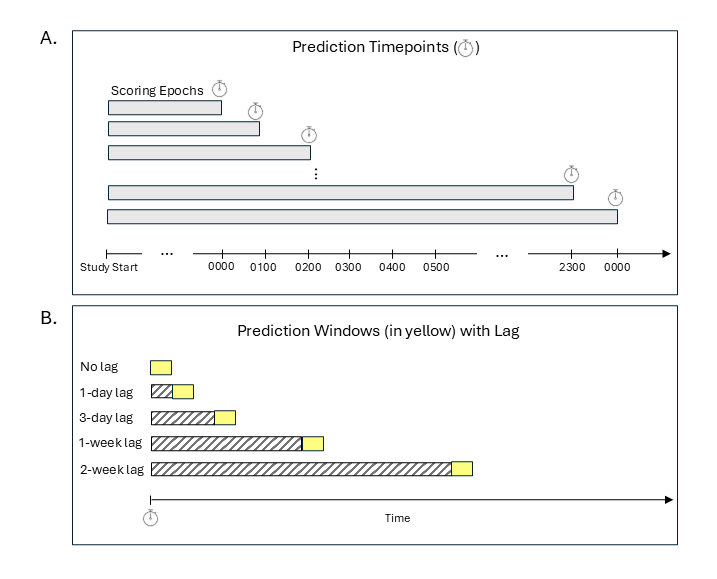 A.
Prediction Timepoints (⏱)
Scoring Epochs
⋮
... ...
Study Start 0000 0100 0200 0300 0400 0500 2300 0000
B.
Prediction Windows (in yellow) with Lag
No lag
1-day lag
3-day lag
1-week lag
2-week lag
Time